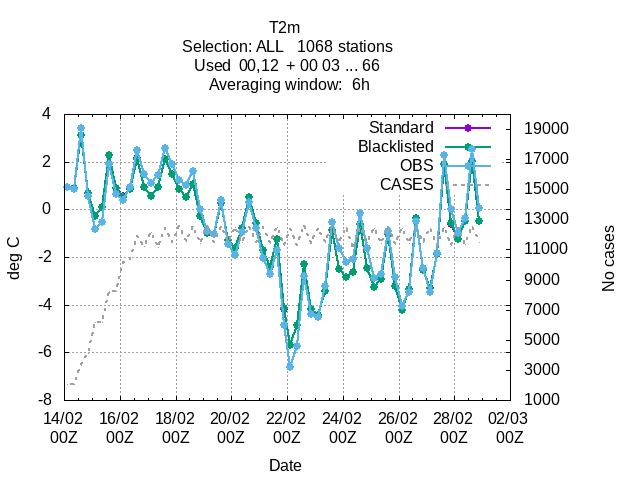 T2m
Selection: ALL 1068 stations
Used 00,12 + 00 03 ... 66
Averaging window: 6h
Standard
Blacklisted
OBS
CASES
4
2
0
-2
-4
-6
-8
deg C
19000
17000
15000
13000
11000
9000
7000
5000
3000
1000
No cases
14/02 16/02 18/02 20/02 22/02 24/02 26/02 28/02 02/03
00Z 00Z 00Z 00Z 00Z 00Z 00Z 00Z 00Z
Date